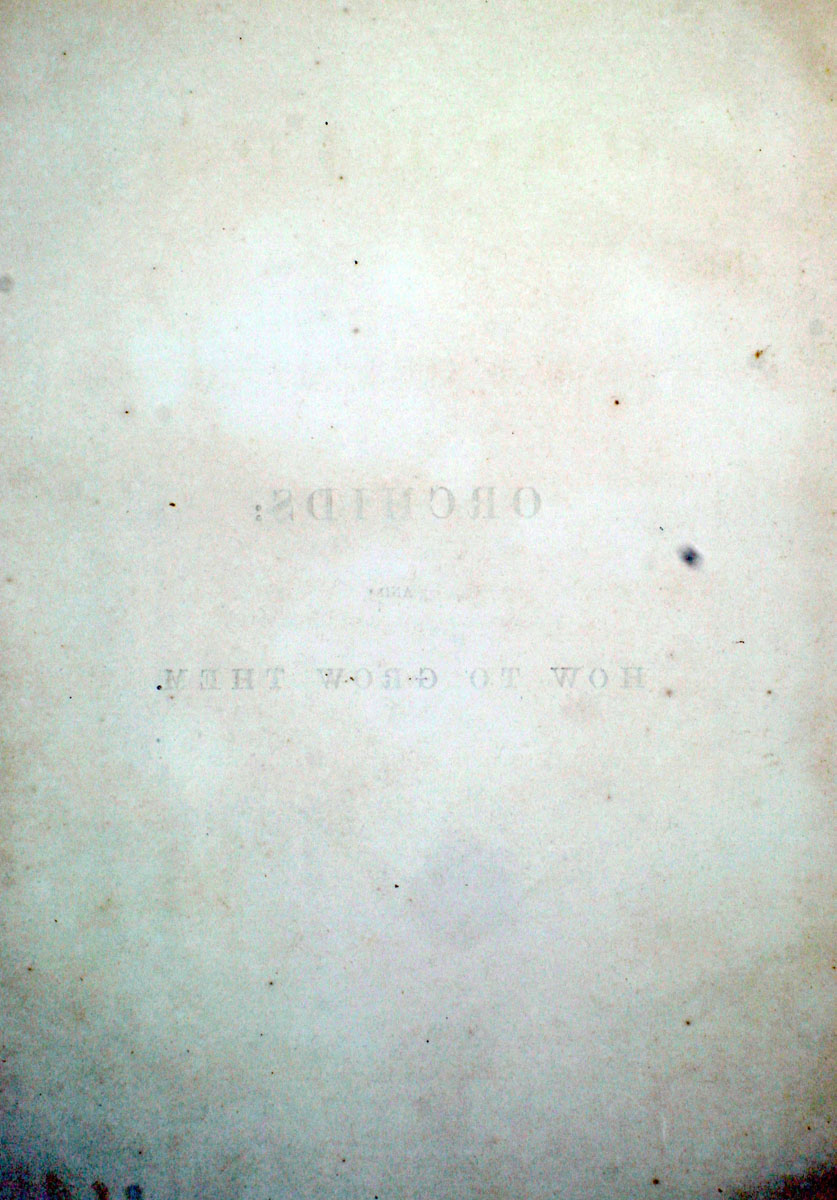 ORCHIDS:
AND
HOW TO GROW THEM.